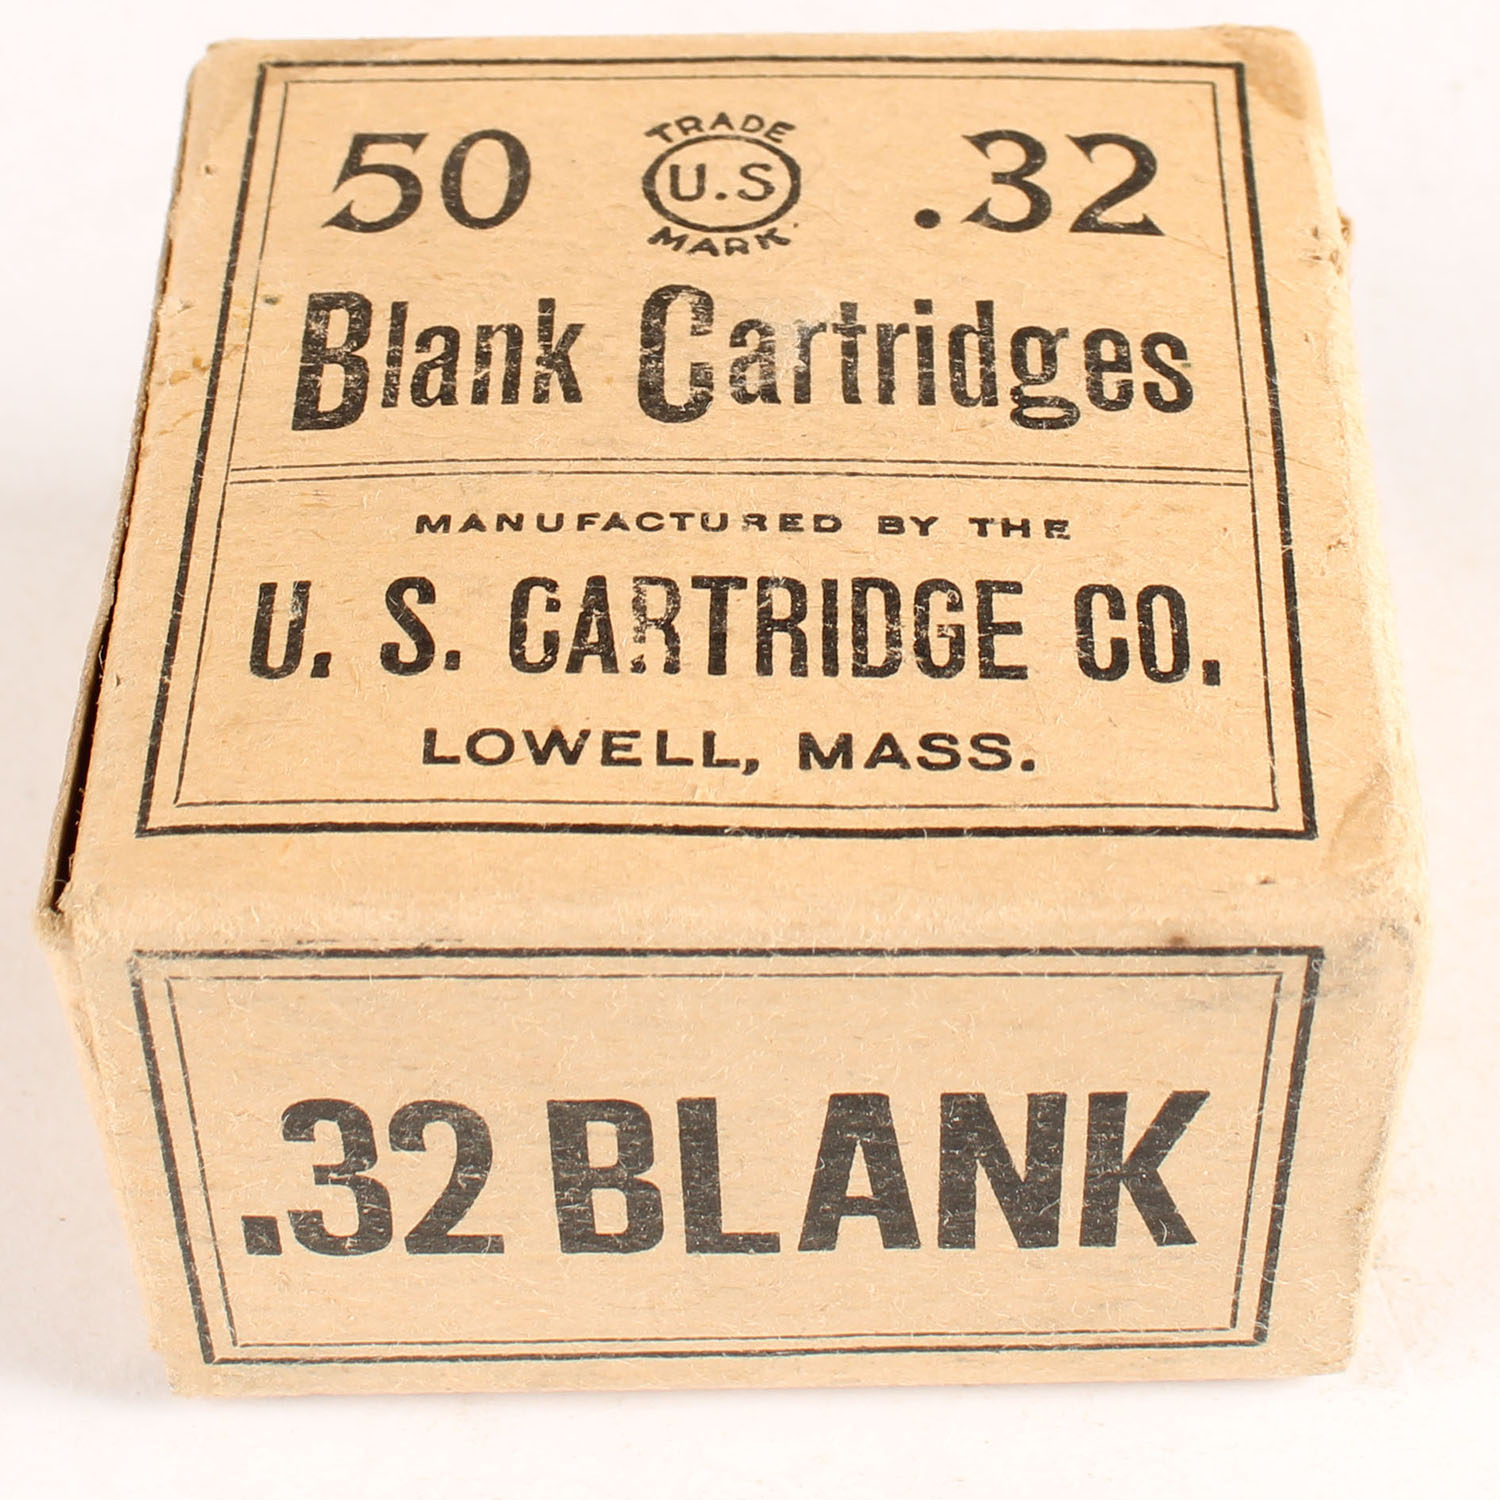 50 TRADE U.S MARK .32
Blank Cartridges
MANUFACTURED BY THE
U. S. CARTRIDGE CO.
LOWELL, MASS.
.32 BLANK